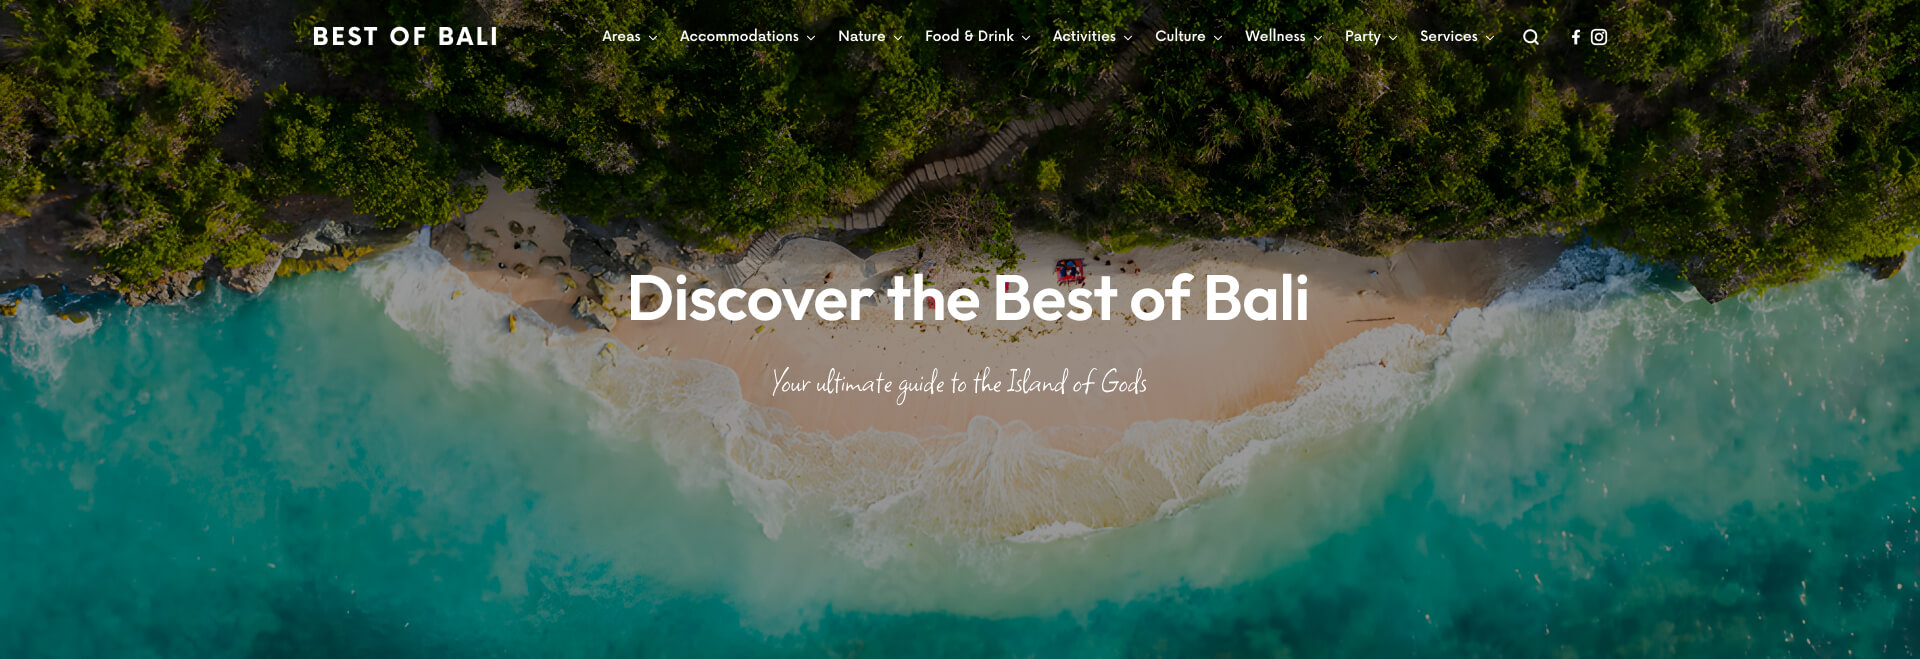 BEST OF BALI
Areas Accommodations Nature Food & Drink Activities Culture Wellness Party Services
Discover the Best of Bali
Your ultimate guide to the Island of Gods